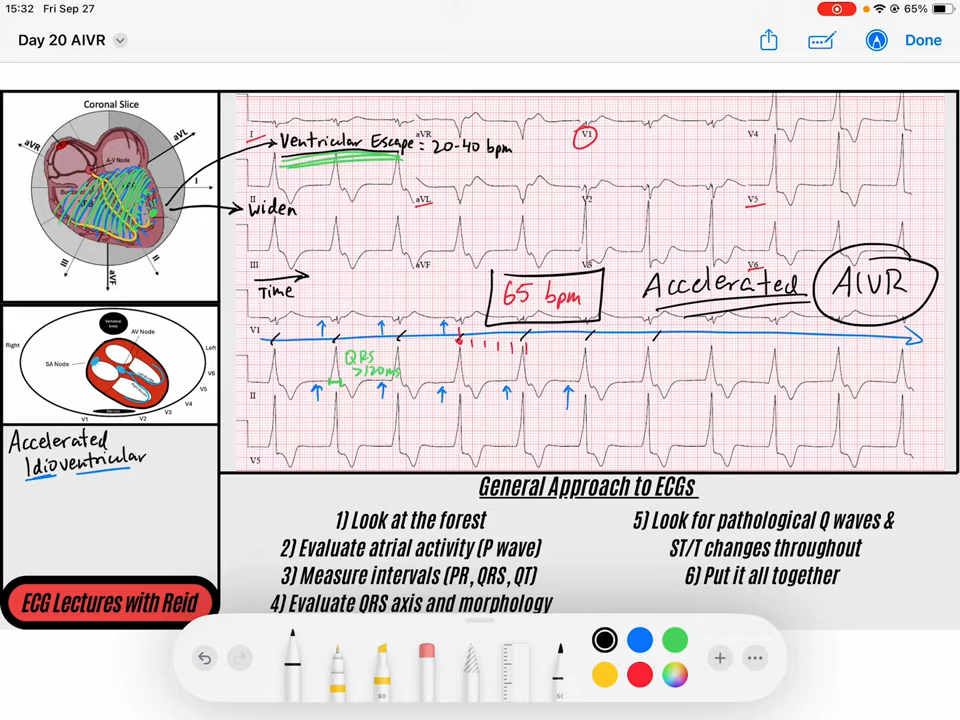 15:32 Fri Sep 27
65%
Day 20 AIVR
Done
Coronal Slice
aVR
aVL
A-V Node
I
III
II
aVF
Vertebral body
Right
Left
AV Node
SA Node
V6
V5
V4
V3
V2
V1
Accelerated
Idioventricular
ECG Lectures with Reid
I
aVR
V1
V4
Ventricular Escape = 20-40 bpm
II
aVL
V2
V5
Widen
III
aVF
V3
V6
Time
65 bpm
Accelerated
AIVR
V1
QRS
>120ms
II
V5
General Approach to ECGs
1) Look at the forest
2) Evaluate atrial activity (P wave)
3) Measure intervals (PR, QRS, QT)
4) Evaluate QRS axis and morphology
5) Look for pathological Q waves &
ST/T changes throughout
6) Put it all together
80
SC